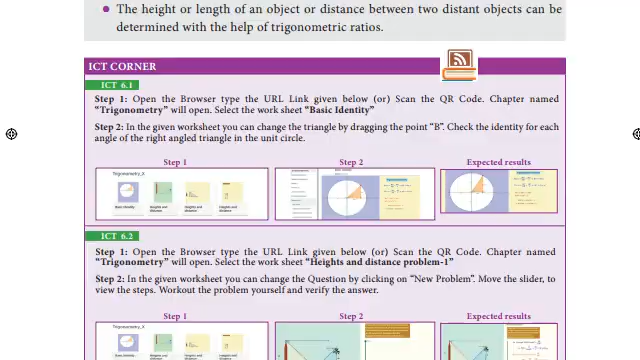 The height or length of an object or distance between two distant objects can be
determined with the help of trigonometric ratios.
ICT CORNER
ICT 6.1
Step 1: Open the Browser type the URL Link given below (or) Scan the QR Code. Chapter named
“Trigonometry” will open. Select the work sheet “Basic Identity”
Step 2: In the given worksheet you can change the triangle by dragging the point “B”. Check the identity for each
angle of the right angled triangle in the unit circle.
Step 1 Step 2 Expected results
Trigonometry_X
ICT 6.2
Step 1: Open the Browser type the URL Link given below (or) Scan the QR Code. Chapter named
“Trigonometry” will open. Select the work sheet “Heights and distance problem-1”
Step 2: In the given worksheet you can change the Question by clicking on “New Problem”. Move the slider, to
view the steps. Workout the problem yourself and verify the answer.
Step 1 Step 2 Expected results
Trigonometry_X